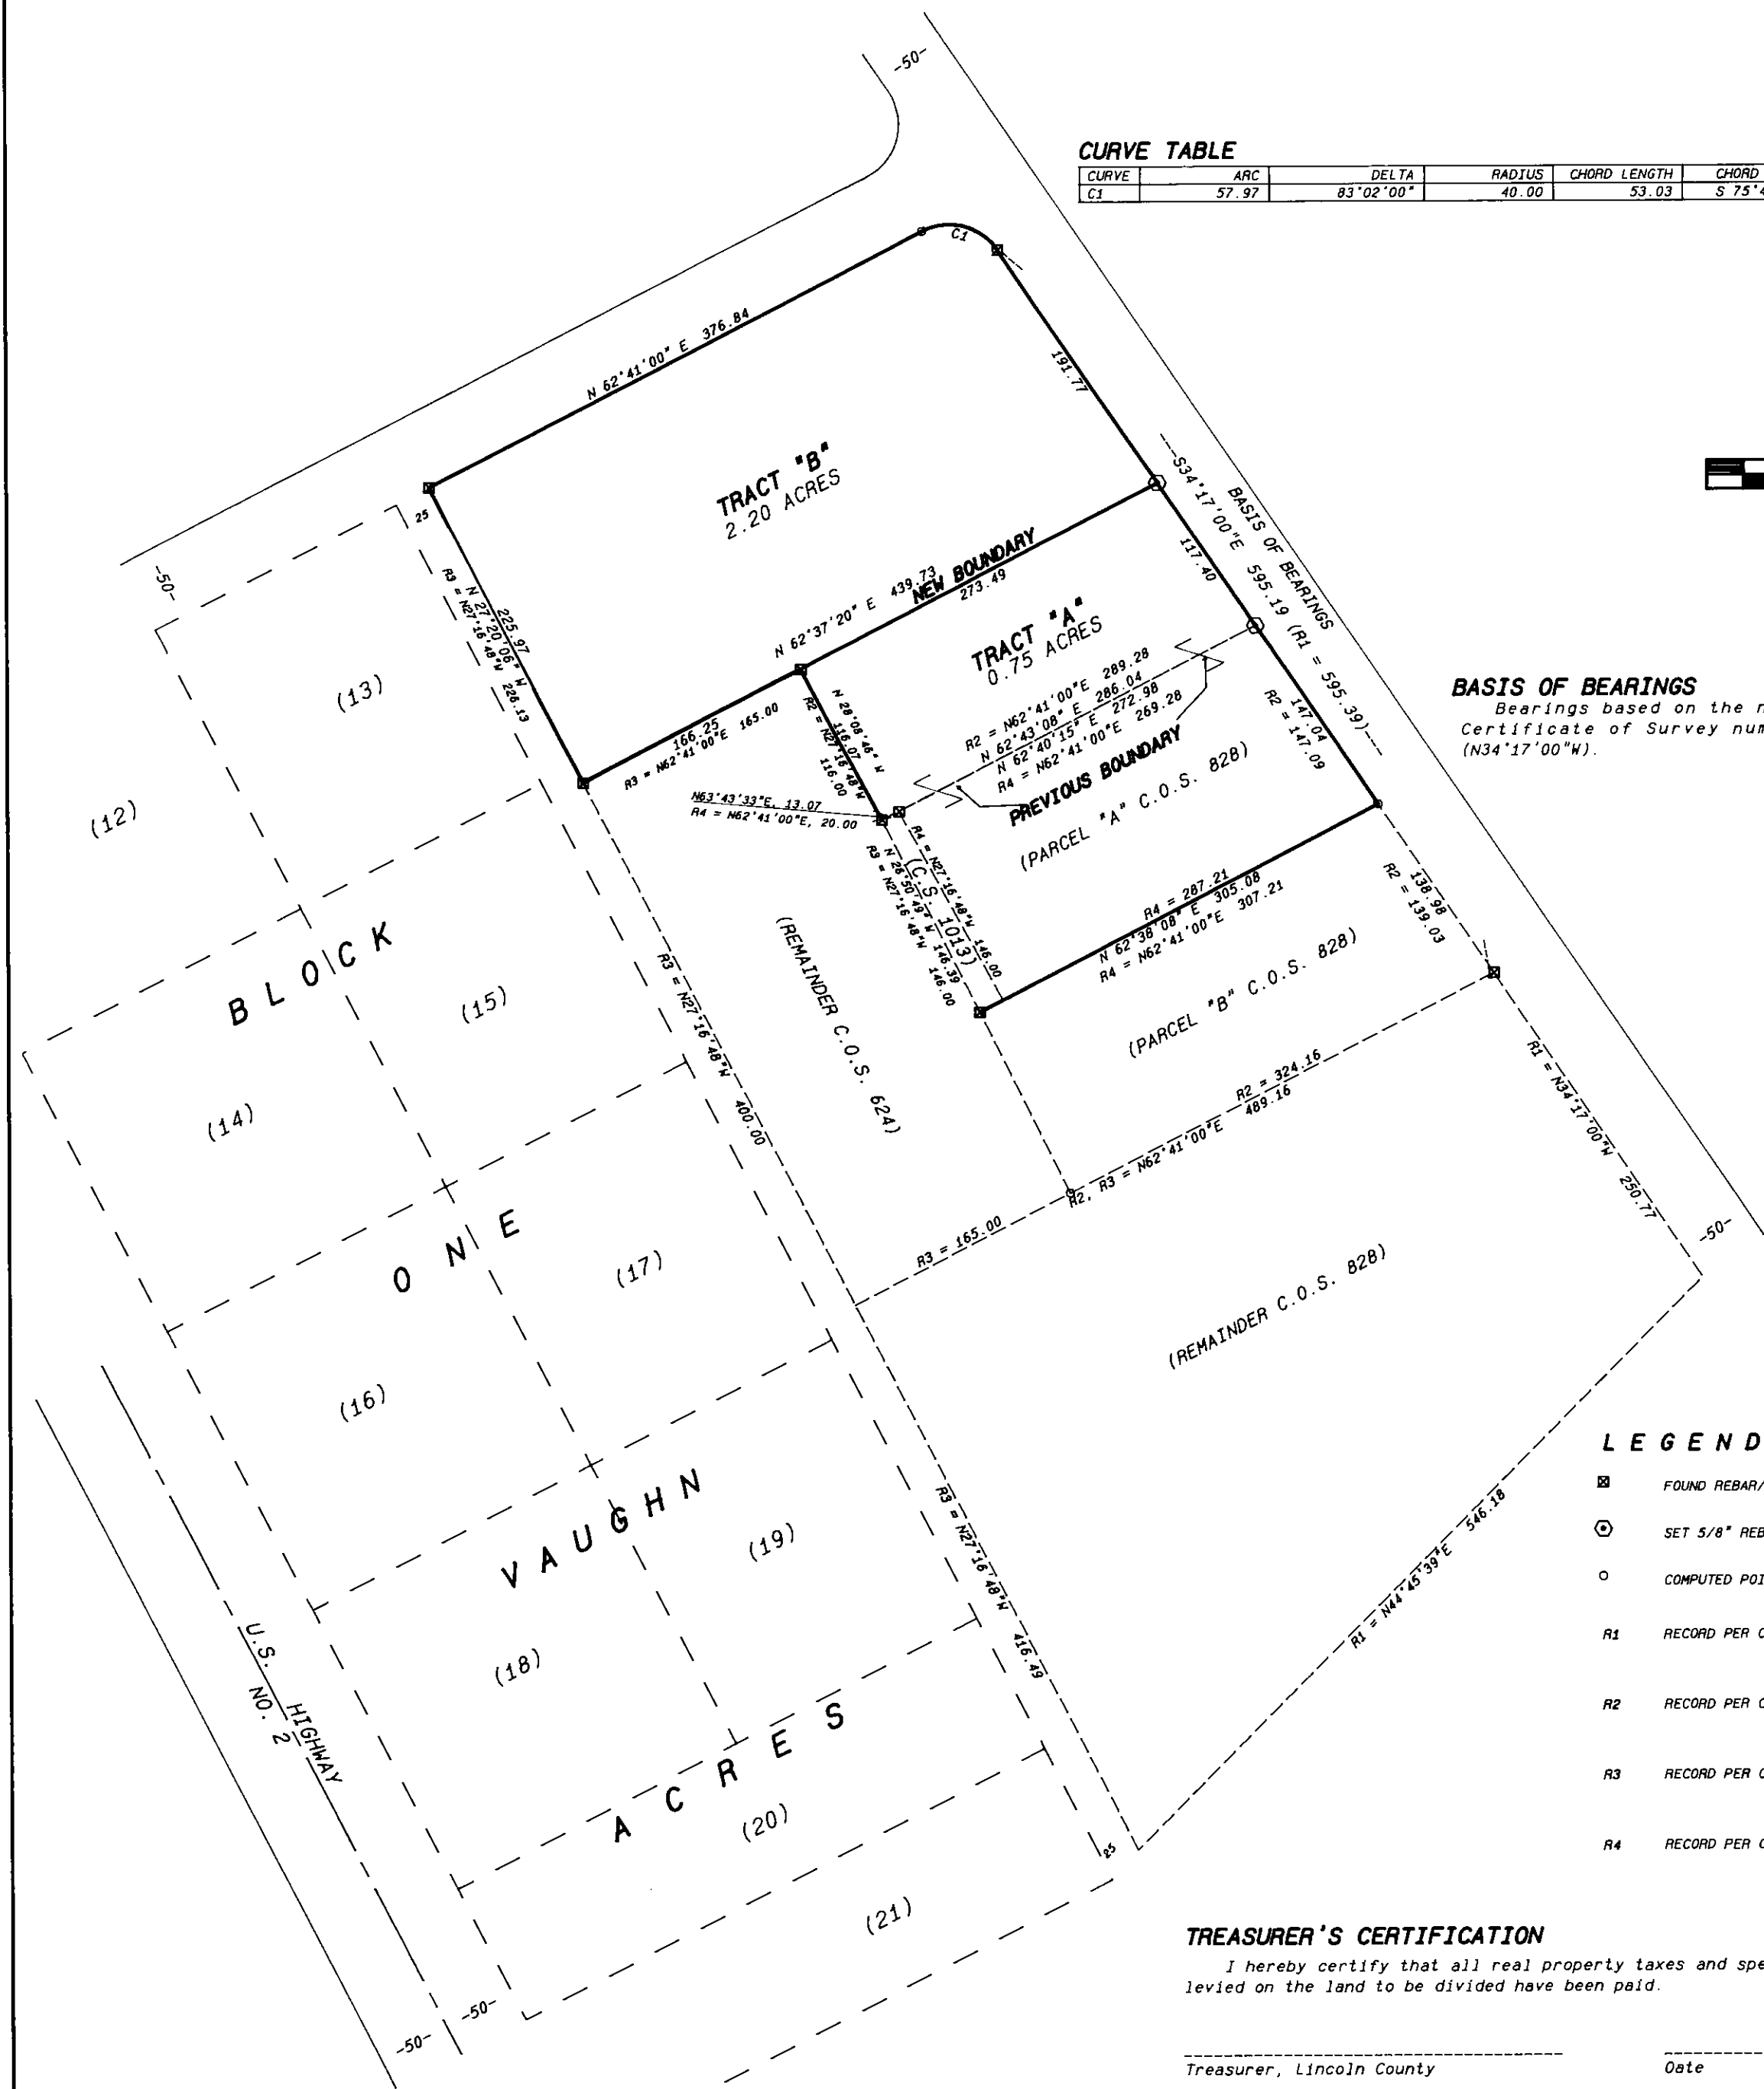 -50-
CURVE TABLE
CURVE ARC DELTA RADIUS CHORD LENGTH CHORD
C1 57.97 83°02'00" 40.00 53.03 S 75°4
C1
N 62°41'00" E 376.84
191.77
TRACT "B"
2.20 ACRES
25
-50-
S34°17'00"E 595.19 (R1 = 595.39)
BASIS OF BEARINGS
117.40
N 62°37'20" E 439.73
NEW BOUNDARY
273.49
225.97
N 27°20'06" W
R3 = N27°16'48"W 226.13
TRACT "A"
0.75 ACRES
R2 = N62°41'00"E 289.28
N 62°43'08" E 286.04
N 62°40'15" E 272.98
R4 = N62°41'00"E 269.28
PREVIOUS BOUNDARY
(PARCEL "A" C.O.S. 828)
147.04
R2 = 147.09
BASIS OF BEARINGS
Bearings based on the n
Certificate of Survey num
(N34°17'00"W).
(13)
166.25
R3 = N62°41'00"E 165.00
N 28°08'46" W
116.07
R2 = N27°16'48"W
116.00
N63°43'33"E, 13.07
R4 = N62°41'00"E, 20.00
(12)
R4 = N27°16'48"W 146.00
(C.S. 1013)
N 26°50'49" W 146.39
R3 = N27°16'48"W 146.00
R4 = 287.21
N 62°38'08" E 305.08
R4 = N62°41'00"E 307.21
138.98
R2 = 139.03
(REMAINDER C.O.S. 624)
(PARCEL "B" C.O.S. 828)
BLOCK
(15)
R3 = N27°16'48"W 400.00
R2 = 324.16
R2, R3 = N62°41'00"E 489.16
R1 = N34°17'00"W 250.77
(14)
R3 = 165.00
-50-
ONE
(17)
(REMAINDER C.O.S. 828)
(16)
LEGEND
FOUND REBAR/
SET 5/8" REB
COMPUTED POI
R1 RECORD PER C
R2 RECORD PER C
R3 RECORD PER C
R4 RECORD PER C
VAUGHN
(19)
R3 = N27°16'48"W 416.49
R1 = N44°45'39"E 546.18
U.S. HIGHWAY
NO. 2
(18)
ACRES
(20)
25
(21)
-50-
-50-
TREASURER'S CERTIFICATION
I hereby certify that all real property taxes and spe
levied on the land to be divided have been paid.
Treasurer, Lincoln County
Date